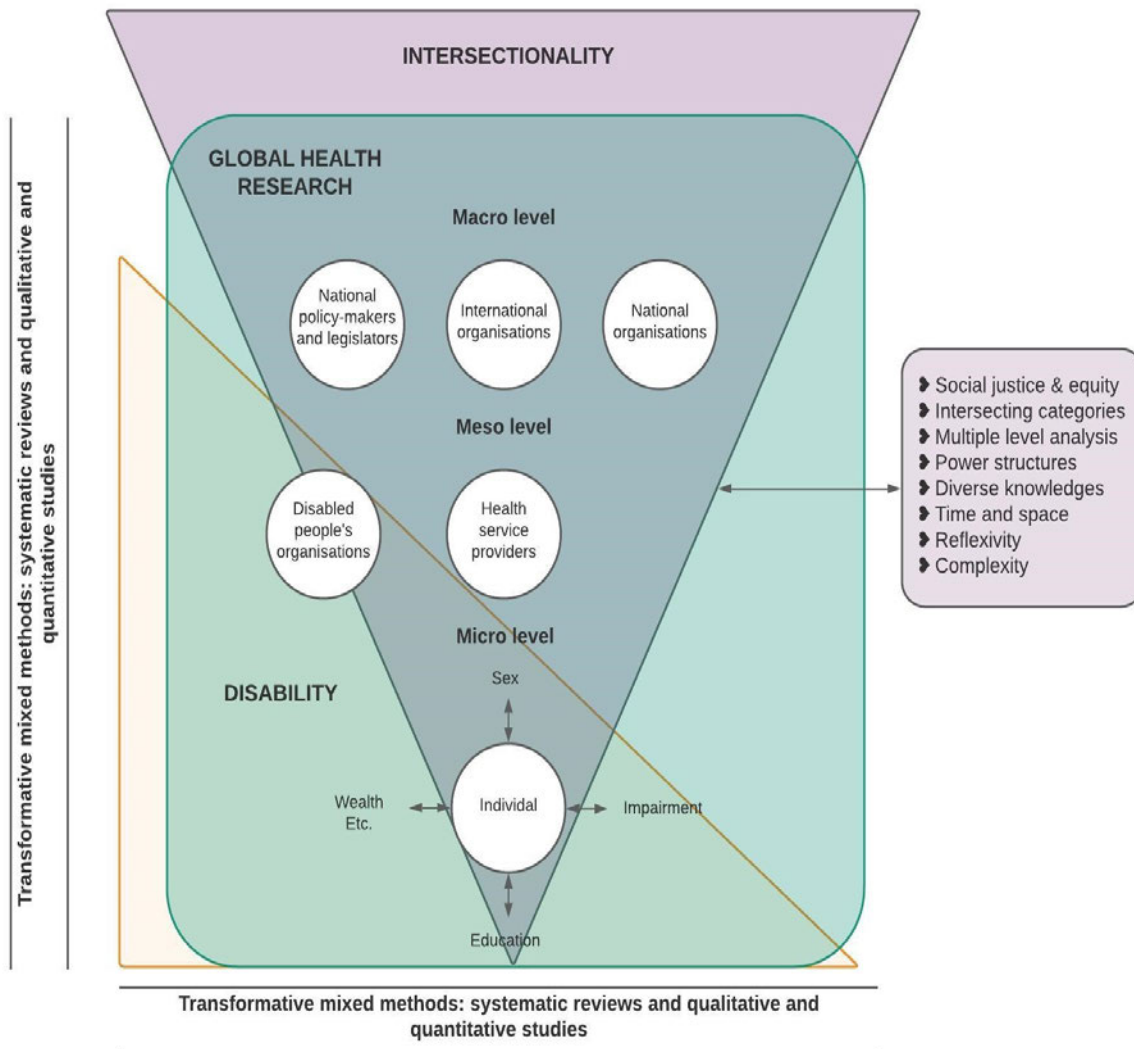 INTERSECTIONALITY
GLOBAL HEALTH
RESEARCH
Macro level
National
policy-makers
and legislators
International
organisations
National
organisations
Meso level
Disabled
people's
organisations
Health
service
providers
Micro level
DISABILITY
Sex
Wealth
Etc.
Individal
Impairment
Education
❥ Social justice & equity
❥ Intersecting categories
❥ Multiple level analysis
❥ Power structures
❥ Diverse knowledges
❥ Time and space
❥ Reflexivity
❥ Complexity
Transformative mixed methods: systematic reviews and qualitative and
quantitative studies
Transformative mixed methods: systematic reviews and qualitative and
quantitative studies